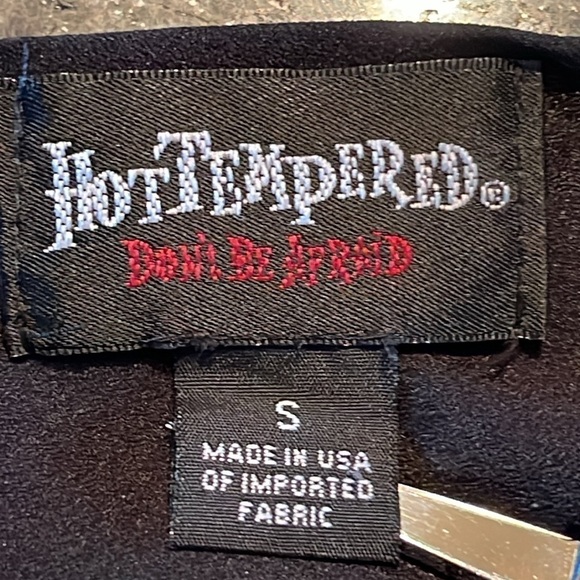 HOTTEMPERED®
DON'T BE AFRAID
S
MADE IN USA
OF IMPORTED
FABRIC